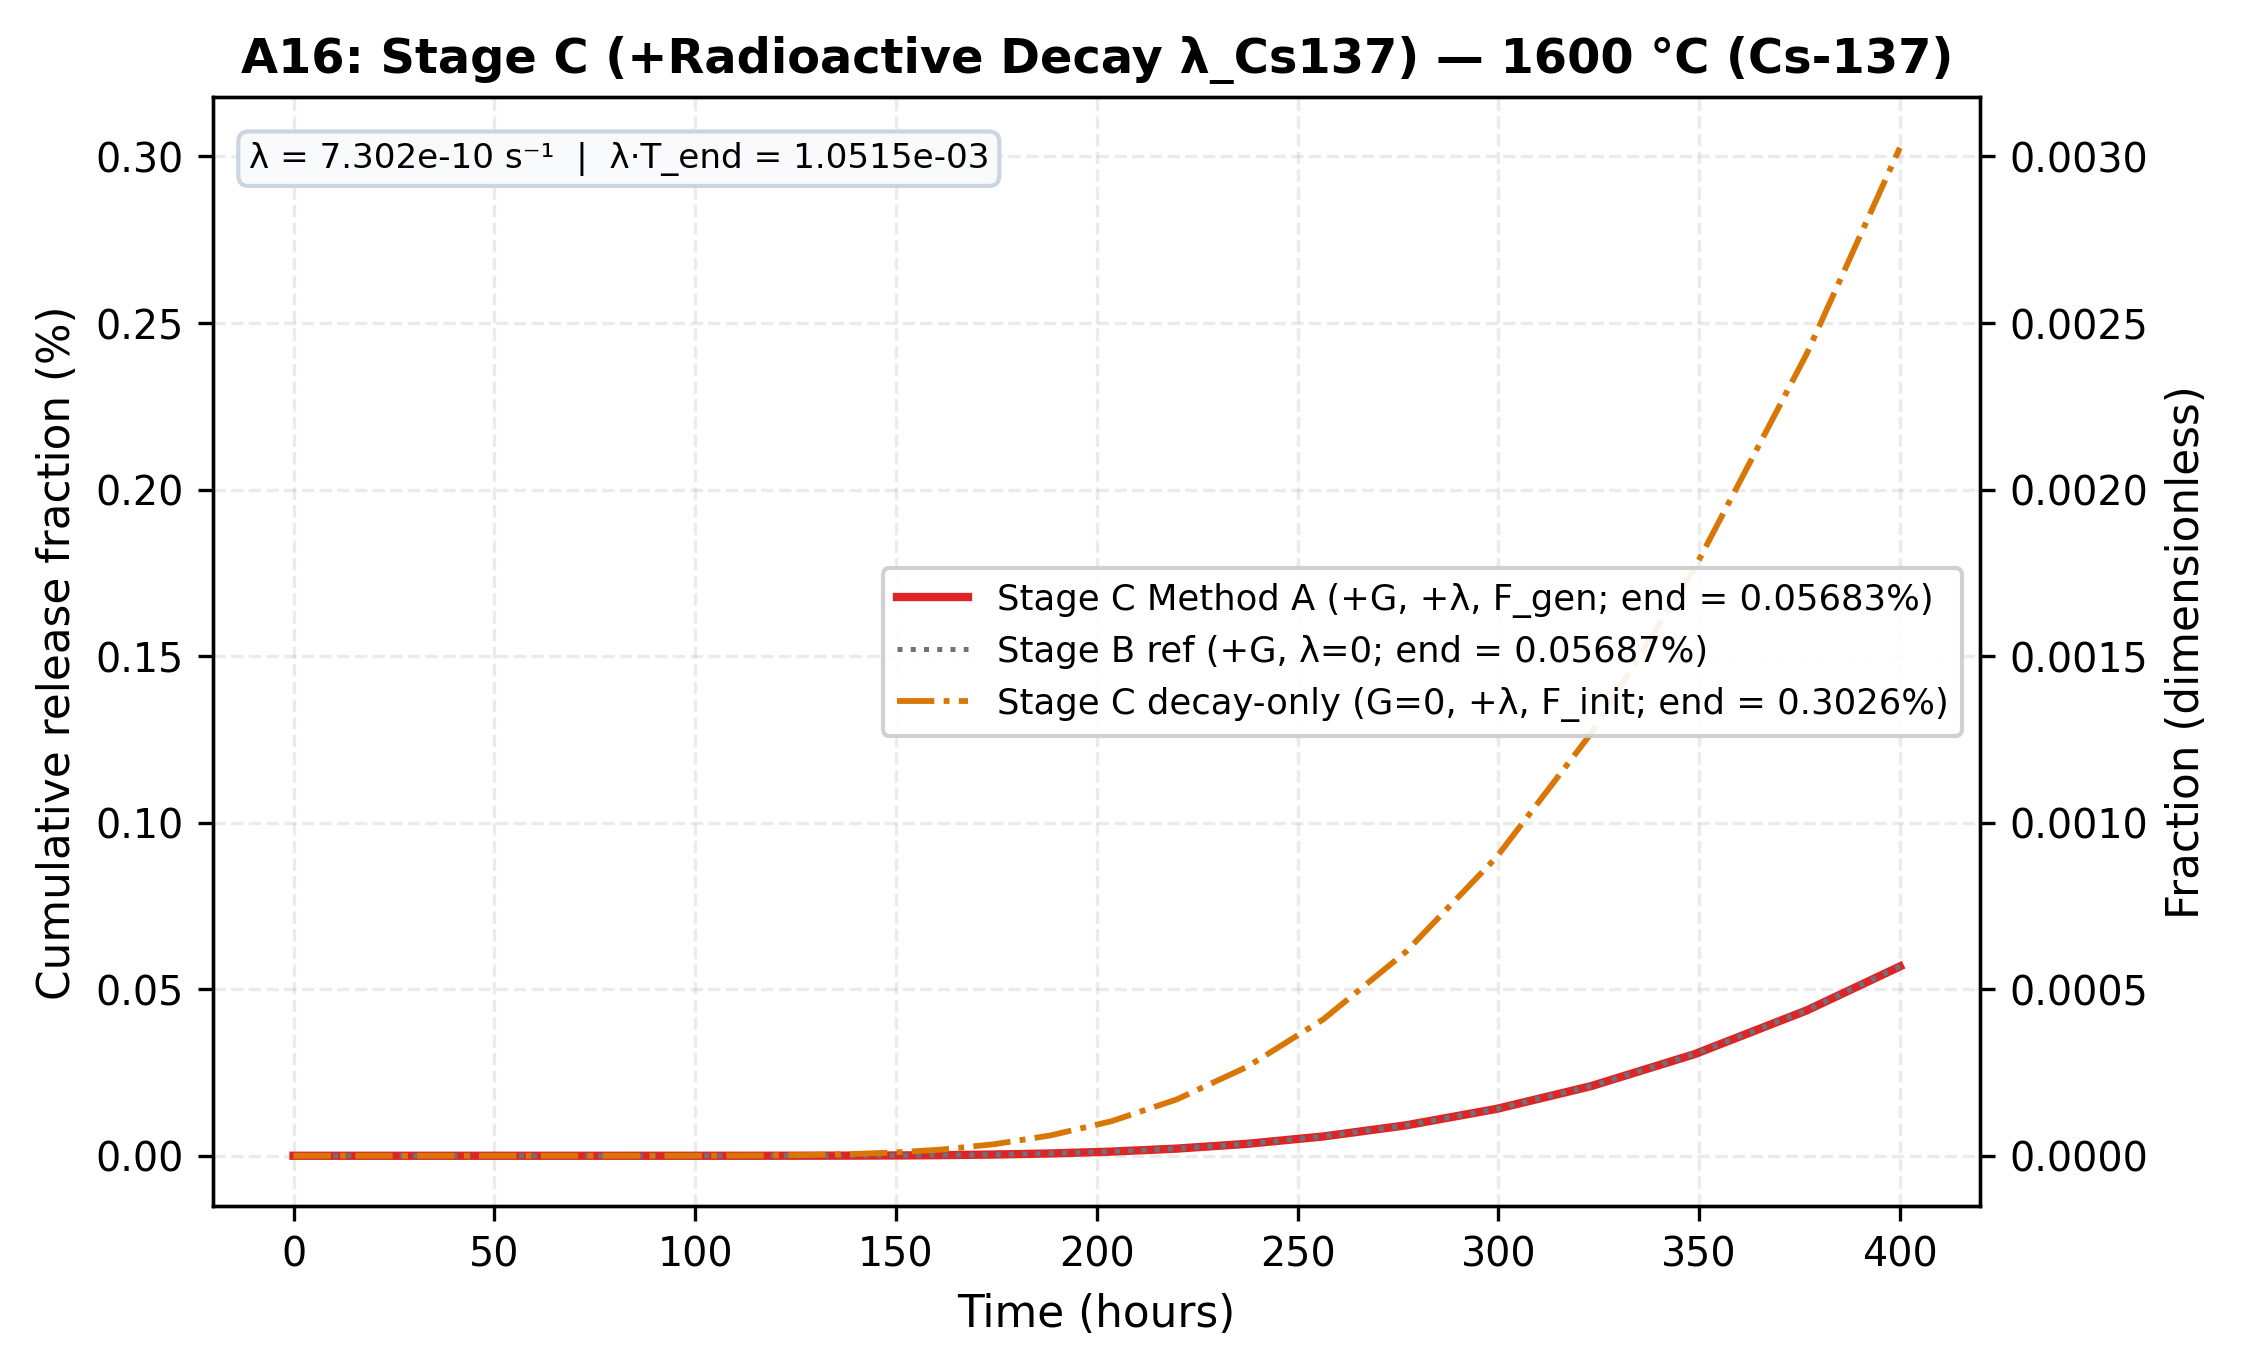 A16: Stage C (+Radioactive Decay λ_Cs137) — 1600 °C (Cs-137)
λ = 7.302e-10 s⁻¹ | λ·T_end = 1.0515e-03
Cumulative release fraction (%)
0.30
0.25
0.20
0.15
0.10
0.05
0.00
Stage C Method A (+G, +λ, F_gen; end = 0.05683%)
Stage B ref (+G, λ=0; end = 0.05687%)
Stage C decay-only (G=0, +λ, F_init; end = 0.3026%)
0.0030
0.0025
0.0020
0.0015
0.0010
0.0005
0.0000
Fraction (dimensionless)
0 50 100 150 200 250 300 350 400
Time (hours)